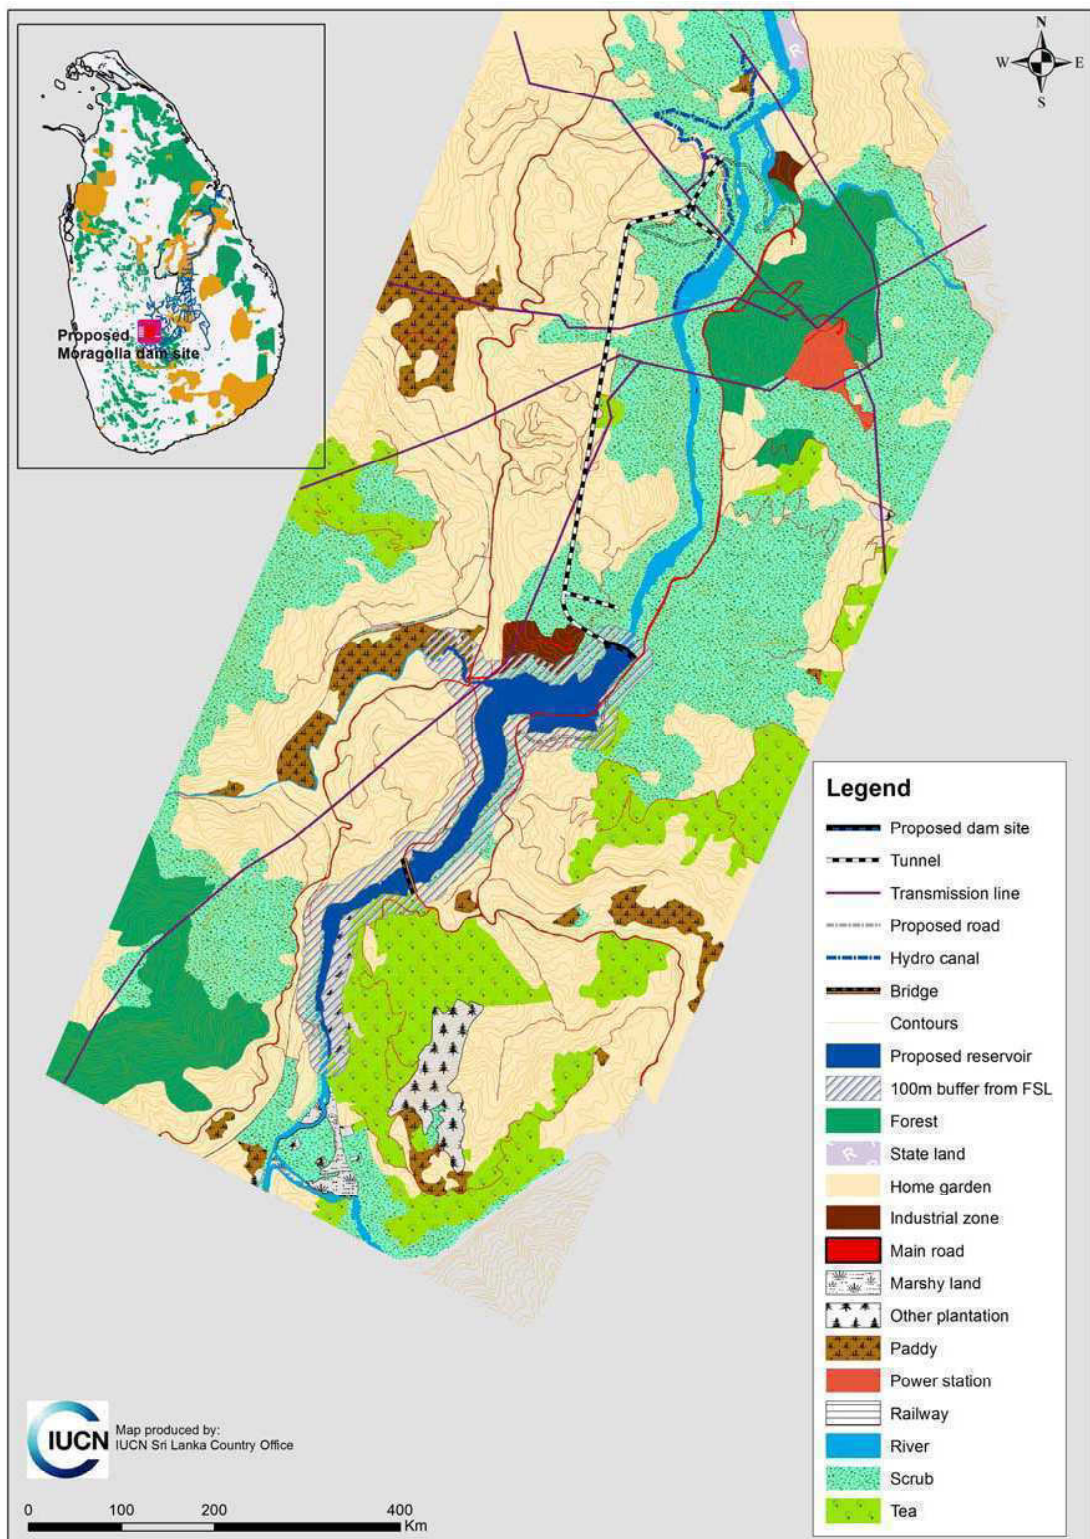 N
W
E
S
R
Proposed
Moragolla dam site
Legend
Proposed dam site
Tunnel
Transmission line
Proposed road
Hydro canal
Bridge
Contours
Proposed reservoir
100m buffer from FSL
Forest
R
State land
Home garden
Industrial zone
Main road
Marshy land
Other plantation
Paddy
Power station
Railway
River
Scrub
Tea
IUCN
Map produced by:
IUCN Sri Lanka Country Office
0 100 200 400
Km